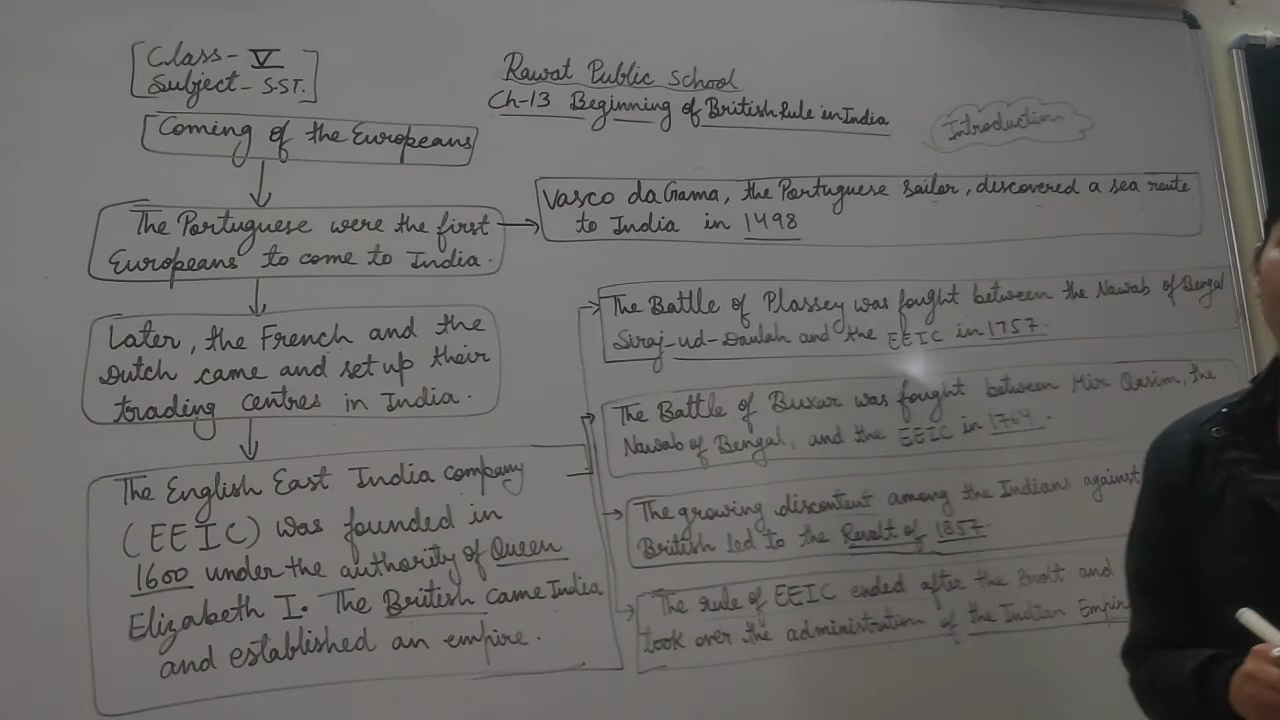 Class - V
Subject - S.ST.
Rawat Public School
Ch-13 Beginning of British Rule in India
Introduction
Coming of the Europeans
The Portuguese were the first
Europeans to come to India.
Vasco da Gama, the Portuguese sailor, discovered a sea route
to India in 1498
Later, the French and the
Dutch came and set up their
trading centres in India.
The English East India company
(EEIC) was founded in
1600 under the authority of Queen
Elizabeth I. The British came India
and established an empire.
The Battle of Plassey was fought between the Nawab of Bengal
Siraj-ud-Daulah and the EEIC in 1757.
The Battle of Buxar was fought between Mir Qasim, the
Nawab of Bengal, and the EEIC in 1764.
The growing discontent among the Indians against
British led to the Revolt of 1857.
The rule of EEIC ended after the Revolt and
took over the administration of the Indian